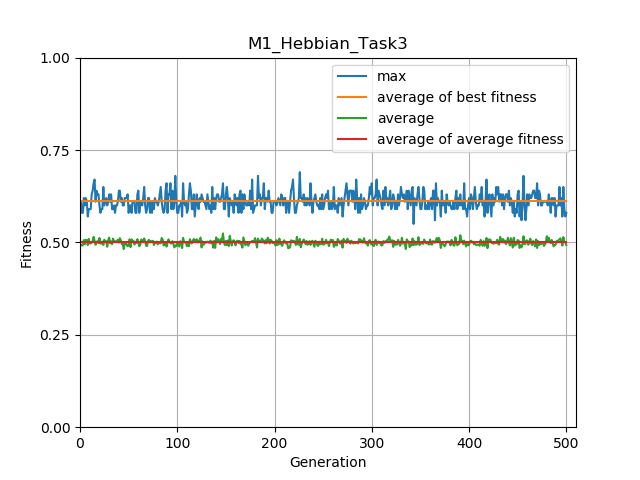 M1_Hebbian_Task3
max
average of best fitness
average
average of average fitness
1.00
0.75
0.50
0.25
0.00
Fitness
0 100 200 300 400 500
Generation